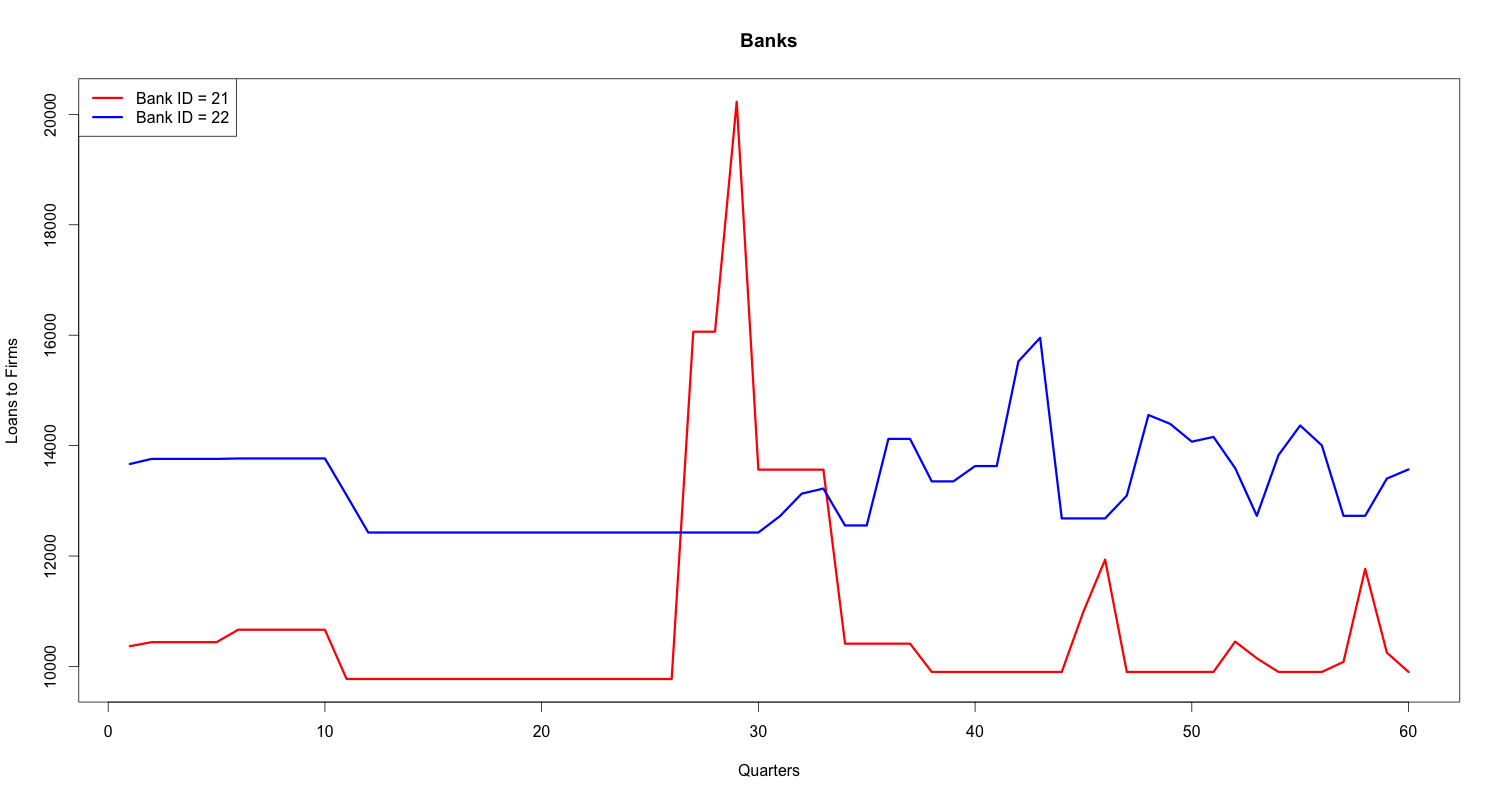 Banks
Bank ID = 21
Bank ID = 22
Loans to Firms
20000
18000
16000
14000
12000
10000
0 10 20 30 40 50 60
Quarters